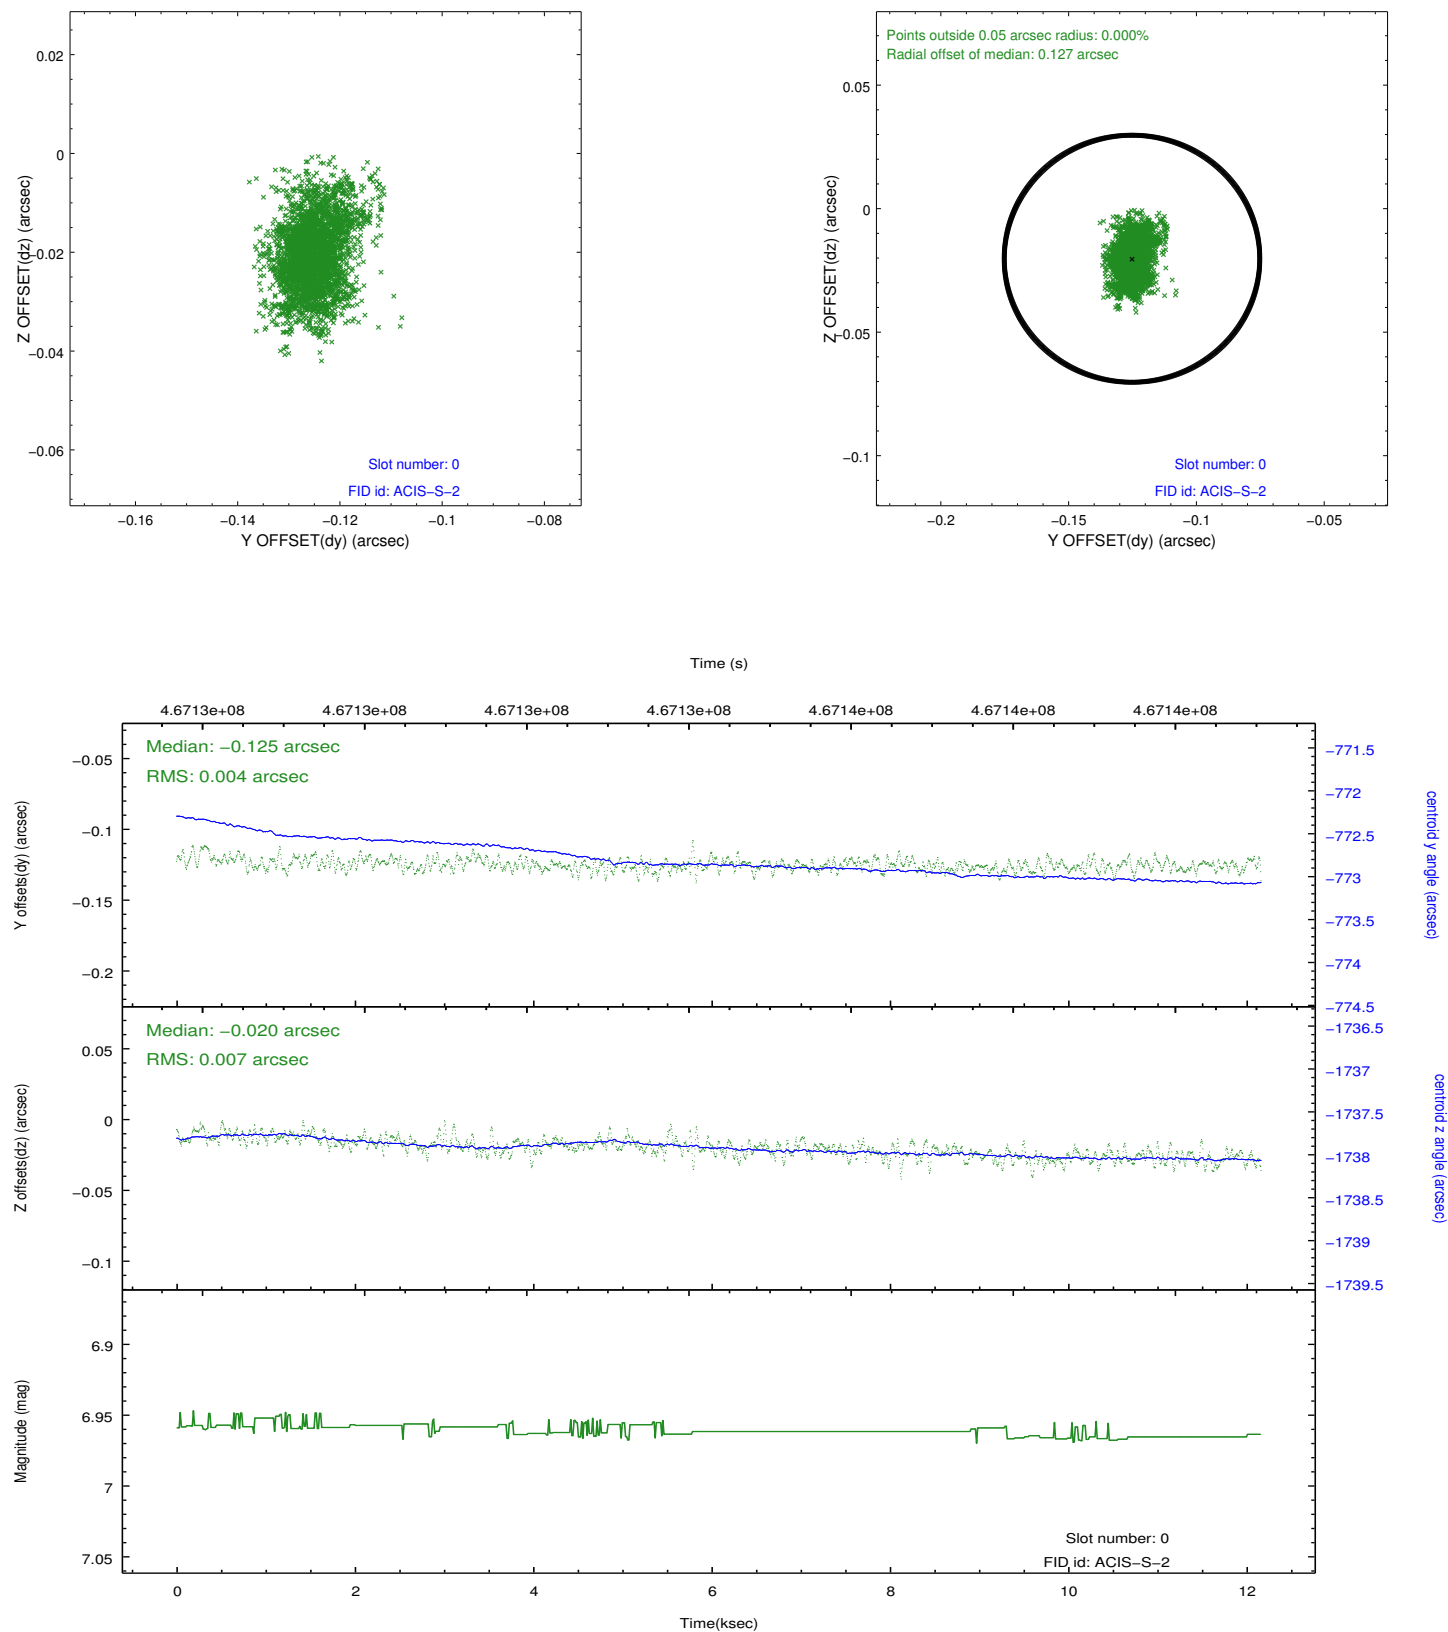 0.02
0
−0.02
−0.04
−0.06
Z OFFSET(dz) (arcsec)
Slot number: 0
FID id: ACIS−S−2
−0.16
−0.14
−0.12
−0.1
−0.08
Y OFFSET(dy) (arcsec)
Points outside 0.05 arcsec radius: 0.000%
Radial offset of median: 0.127 arcsec
0.05
0
−0.05
−0.1
Z OFFSET(dz) (arcsec)
Slot number: 0
FID id: ACIS−S−2
−0.2
−0.15
−0.1
−0.05
Y OFFSET(dy) (arcsec)
Time (s)
4.6713e+08
4.6713e+08
4.6713e+08
4.6713e+08
4.6714e+08
4.6714e+08
4.6714e+08
Median: −0.125 arcsec
RMS: 0.004 arcsec
−0.05
−0.1
−0.15
−0.2
Y offsets(dy) (arcsec)
−771.5
−772
−772.5
−773
−773.5
−774
−774.5
centroid y angle (arcsec)
Median: −0.020 arcsec
RMS: 0.007 arcsec
0.05
0
−0.05
−0.1
Z offsets(dz) (arcsec)
−1736.5
−1737
−1737.5
−1738
−1738.5
−1739
−1739.5
centroid z angle (arcsec)
6.9
6.95
7
7.05
Magnitude (mag)
Slot number: 0
FID id: ACIS−S−2
0
2
4
6
8
10
12
Time(ksec)